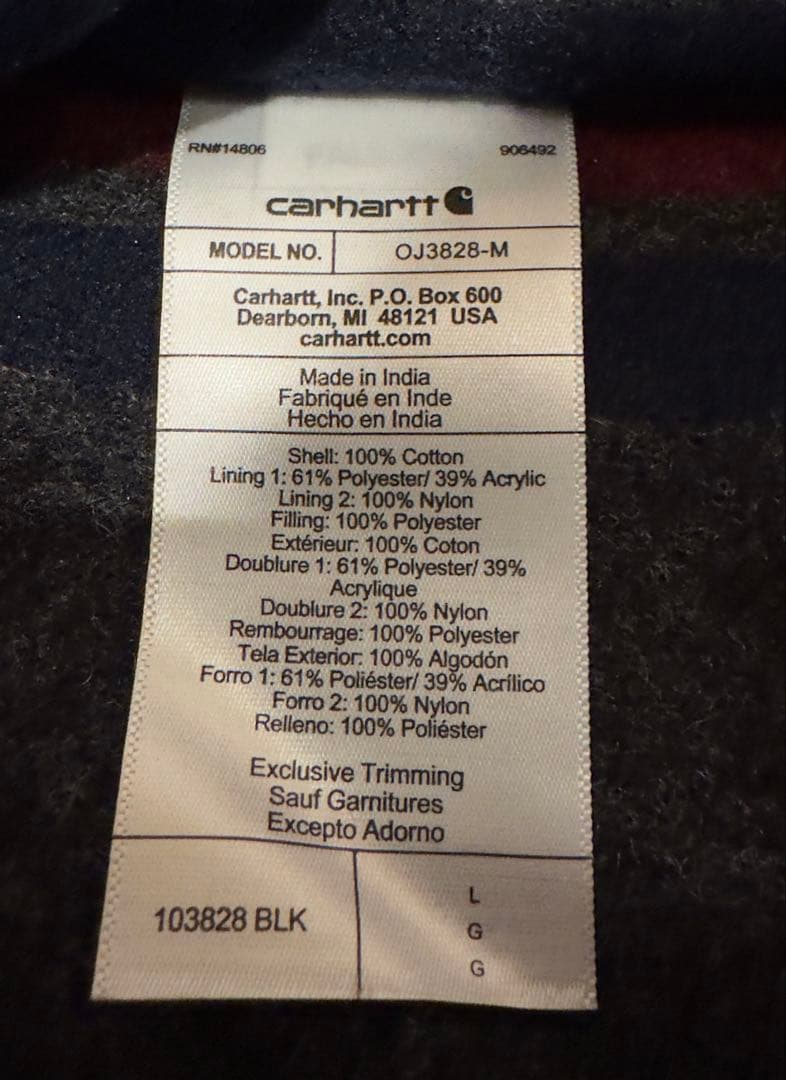 RN#14806 906492
carhartt
MODEL NO. OJ3828-M
Carhartt, Inc. P.O. Box 600
Dearborn, MI 48121 USA
carhartt.com
Made in India
Fabriqué en Inde
Hecho en India
Shell: 100% Cotton
Lining 1: 61% Polyester/ 39% Acrylic
Lining 2: 100% Nylon
Filling: 100% Polyester
Extérieur: 100% Coton
Doublure 1: 61% Polyester/ 39%
Acrylique
Doublure 2: 100% Nylon
Rembourrage: 100% Polyester
Tela Exterior: 100% Algodón
Forro 1: 61% Poliéster/ 39% Acrílico
Forro 2: 100% Nylon
Relleno: 100% Poliéster
Exclusive Trimming
Sauf Garnitures
Excepto Adorno
103828 BLK
L
G
G